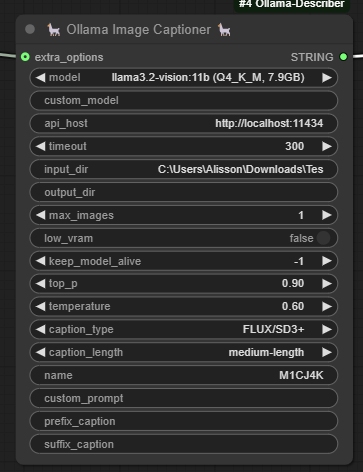 #4 Ollama-Describer
🦙 Ollama Image Captioner 🦙
extra_options STRING
model llama3.2-vision:11b (Q4_K_M, 7.9GB)
custom_model
api_host http://localhost:11434
timeout 300
input_dir C:\Users\Alisson\Downloads\Tes
output_dir
max_images 1
low_vram false
keep_model_alive -1
top_p 0.90
temperature 0.60
caption_type FLUX/SD3+
caption_length medium-length
name M1CJ4K
custom_prompt
prefix_caption
suffix_caption